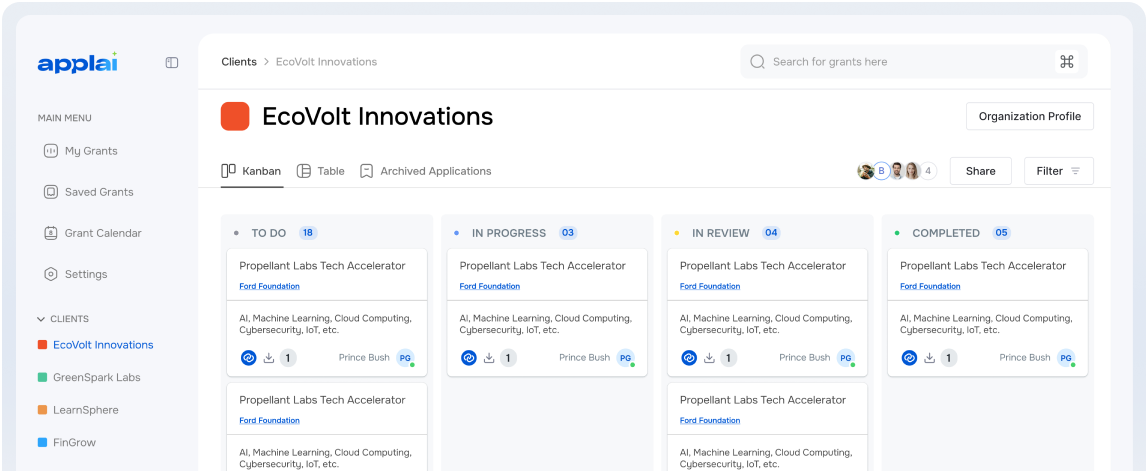 applai
Clients > EcoVolt Innovations
Search for grants here
⌘
MAIN MENU
My Grants
Saved Grants
8
Grant Calendar
Settings
CLIENTS
EcoVolt Innovations
GreenSpark Labs
LearnSphere
FinGrow
EcoVolt Innovations
Organization Profile
Kanban
Table
Archived Applications
B
4
Share
Filter
TO DO 18
Propellant Labs Tech Accelerator
Ford Foundation
AI, Machine Learning, Cloud Computing,
Cybersecurity, IoT, etc.
1
Prince Bush PG
Propellant Labs Tech Accelerator
Ford Foundation
AI, Machine Learning, Cloud Computing,
Cybersecurity, IoT, etc.
IN PROGRESS 03
Propellant Labs Tech Accelerator
Ford Foundation
AI, Machine Learning, Cloud Computing,
Cybersecurity, IoT, etc.
1
Prince Bush PG
IN REVIEW 04
Propellant Labs Tech Accelerator
Ford Foundation
AI, Machine Learning, Cloud Computing,
Cybersecurity, IoT, etc.
1
Prince Bush PG
Propellant Labs Tech Accelerator
Ford Foundation
AI, Machine Learning, Cloud Computing,
Cybersecurity, IoT, etc.
COMPLETED 05
Propellant Labs Tech Accelerator
Ford Foundation
AI, Machine Learning, Cloud Computing,
Cybersecurity, IoT, etc.
1
Prince Bush PG